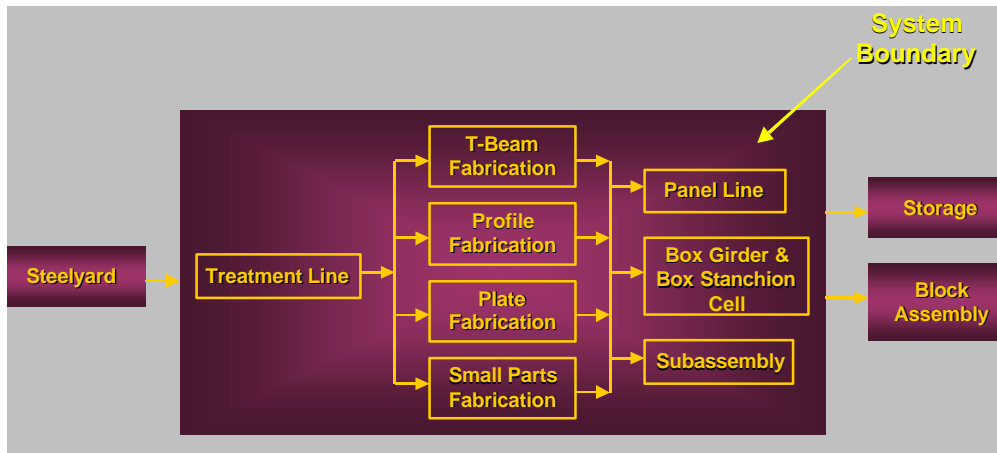 System
Boundary
Steelyard
Treatment Line
T-Beam
Fabrication
Profile
Fabrication
Plate
Fabrication
Small Parts
Fabrication
Panel Line
Box Girder &
Box Stanchion
Cell
Subassembly
Storage
Block
Assembly